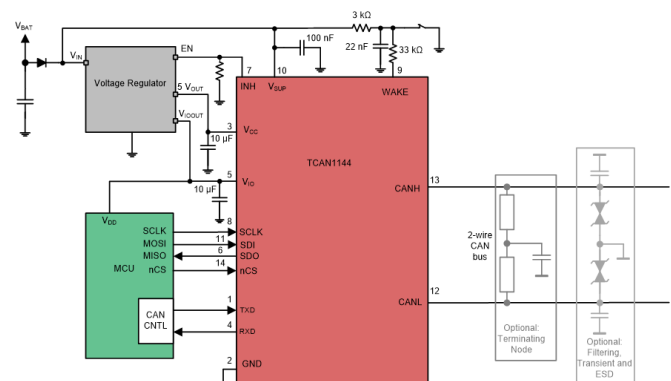 3 kΩ
VBAT
100 nF
22 nF
33 kΩ
VIN
EN
7
10
9
INH
VSUP
WAKE
Voltage Regulator
5 VOUT
VIOOUT
3
VCC
10 µF
TCAN1144
5
VIO
10 µF
13
CANH
VDD
8
SCLK
SCLK
11
MOSI
SDI
6
MISO
SDO
MCU
14
nCS
nCS
2-wire
CAN
bus
12
CANL
1
TXD
CAN
CNTL
4
RXD
2
GND
Optional:
Terminating
Node
Optional:
Filtering,
Transient and
ESD